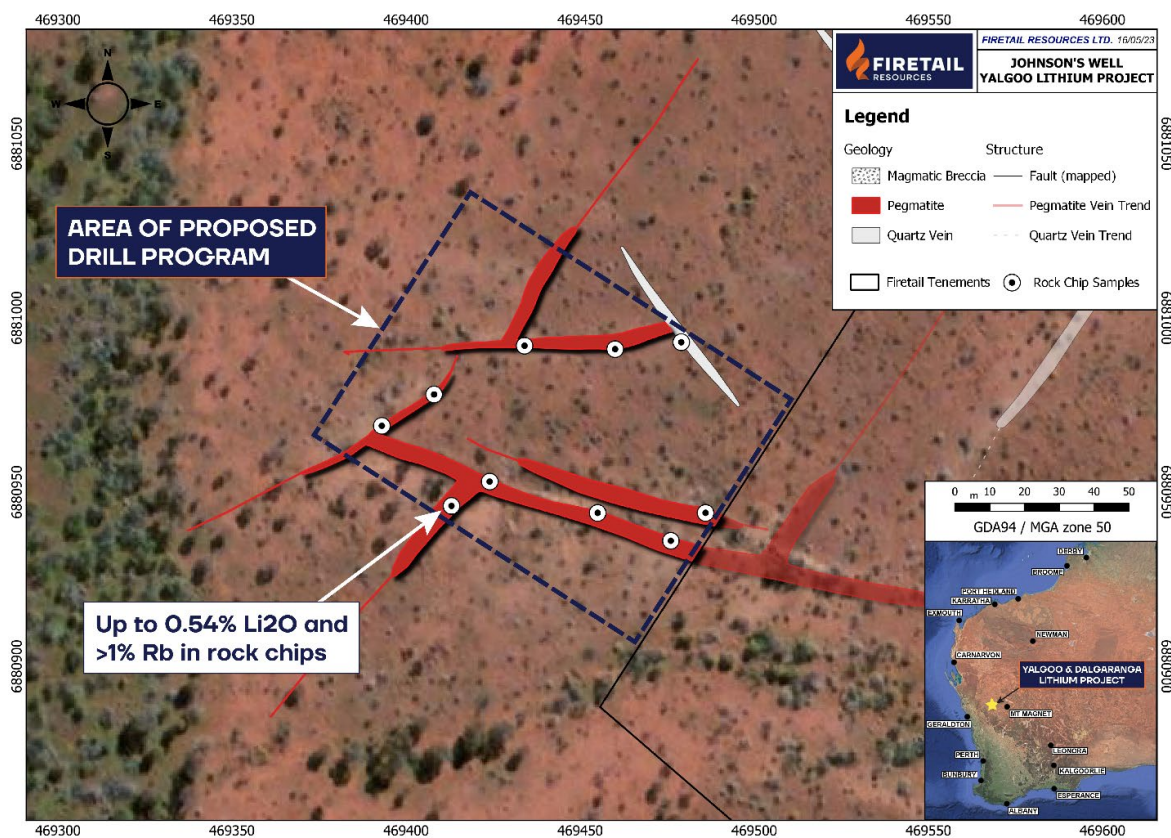 469300 469350 469400 469450 469500 469550 469600
FIRETAIL
RESOURCES
FIRETAIL RESOURCES LTD. 16/05/23
JOHNSON'S WELL
YALGOO LITHIUM PROJECT
N
W E
S
Legend
Geology Structure
Magmatic Breccia Fault (mapped)
Pegmatite Pegmatite Vein Trend
Quartz Vein Quartz Vein Trend
Firetail Tenements Rock Chip Samples
6881050 6881050
AREA OF PROPOSED
DRILL PROGRAM
6881000 6881000
6880950 6880950
0 m 10 20 30 40 50
GDA94 / MGA zone 50
Up to 0.54% Li2O and
>1% Rb in rock chips
6880900 6880900
DERBY
BROOME
PORT HEDLAND
KARRATHA
EXMOUTH
NEWMAN
CARNARVON
YALGOO & DALGARANGA
LITHIUM PROJECT
MT MAGNET
GERALDTON
LEONORA
PERTH
KALGOORLIE
BUNBURY
ESPERANCE
ALBANY
469300 469350 469400 469450 469500 469550 469600